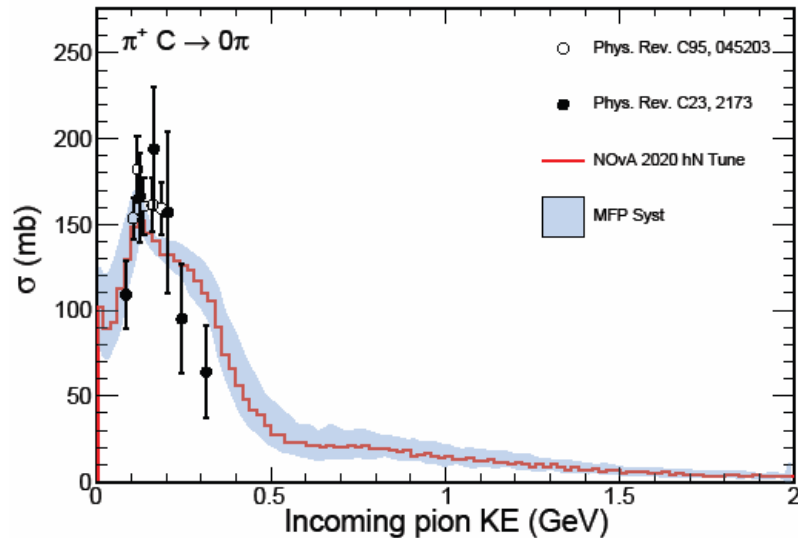 π⁺ C → 0π
Phys. Rev. C95, 045203
Phys. Rev. C23, 2173
NOvA 2020 hN Tune
MFP Syst
σ (mb)
250
200
150
100
50
0
0 0.5 1 1.5 2
Incoming pion KE (GeV)